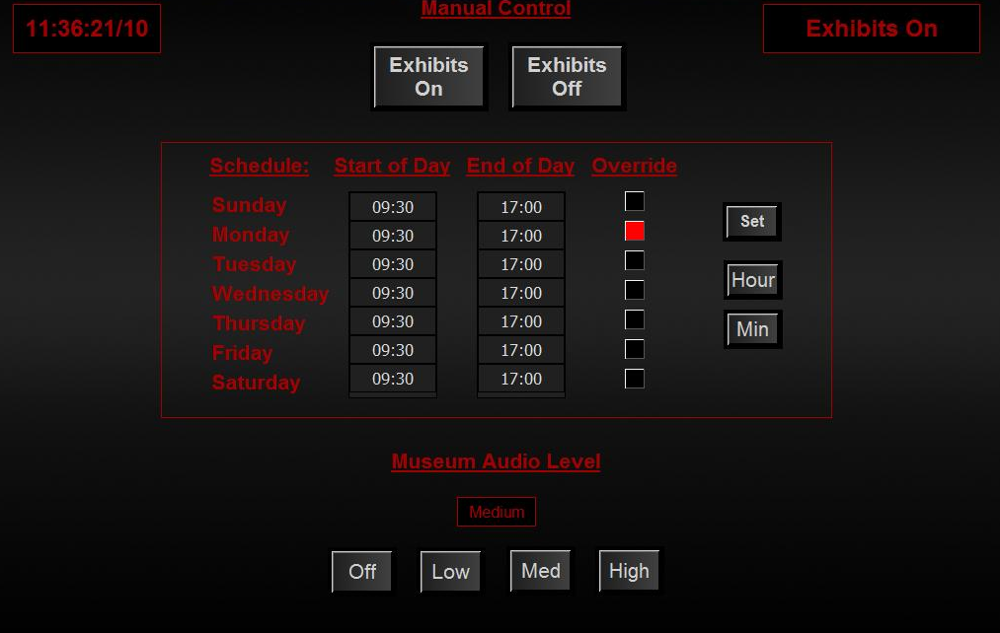 Manual Control
11:36:21/10
Exhibits On
Exhibits
On
Exhibits
Off
Schedule: Start of Day End of Day Override
Sunday 09:30 17:00
Monday 09:30 17:00
Tuesday 09:30 17:00
Wednesday 09:30 17:00
Thursday 09:30 17:00
Friday 09:30 17:00
Saturday 09:30 17:00
Set
Hour
Min
Museum Audio Level
Medium
Off Low Med High